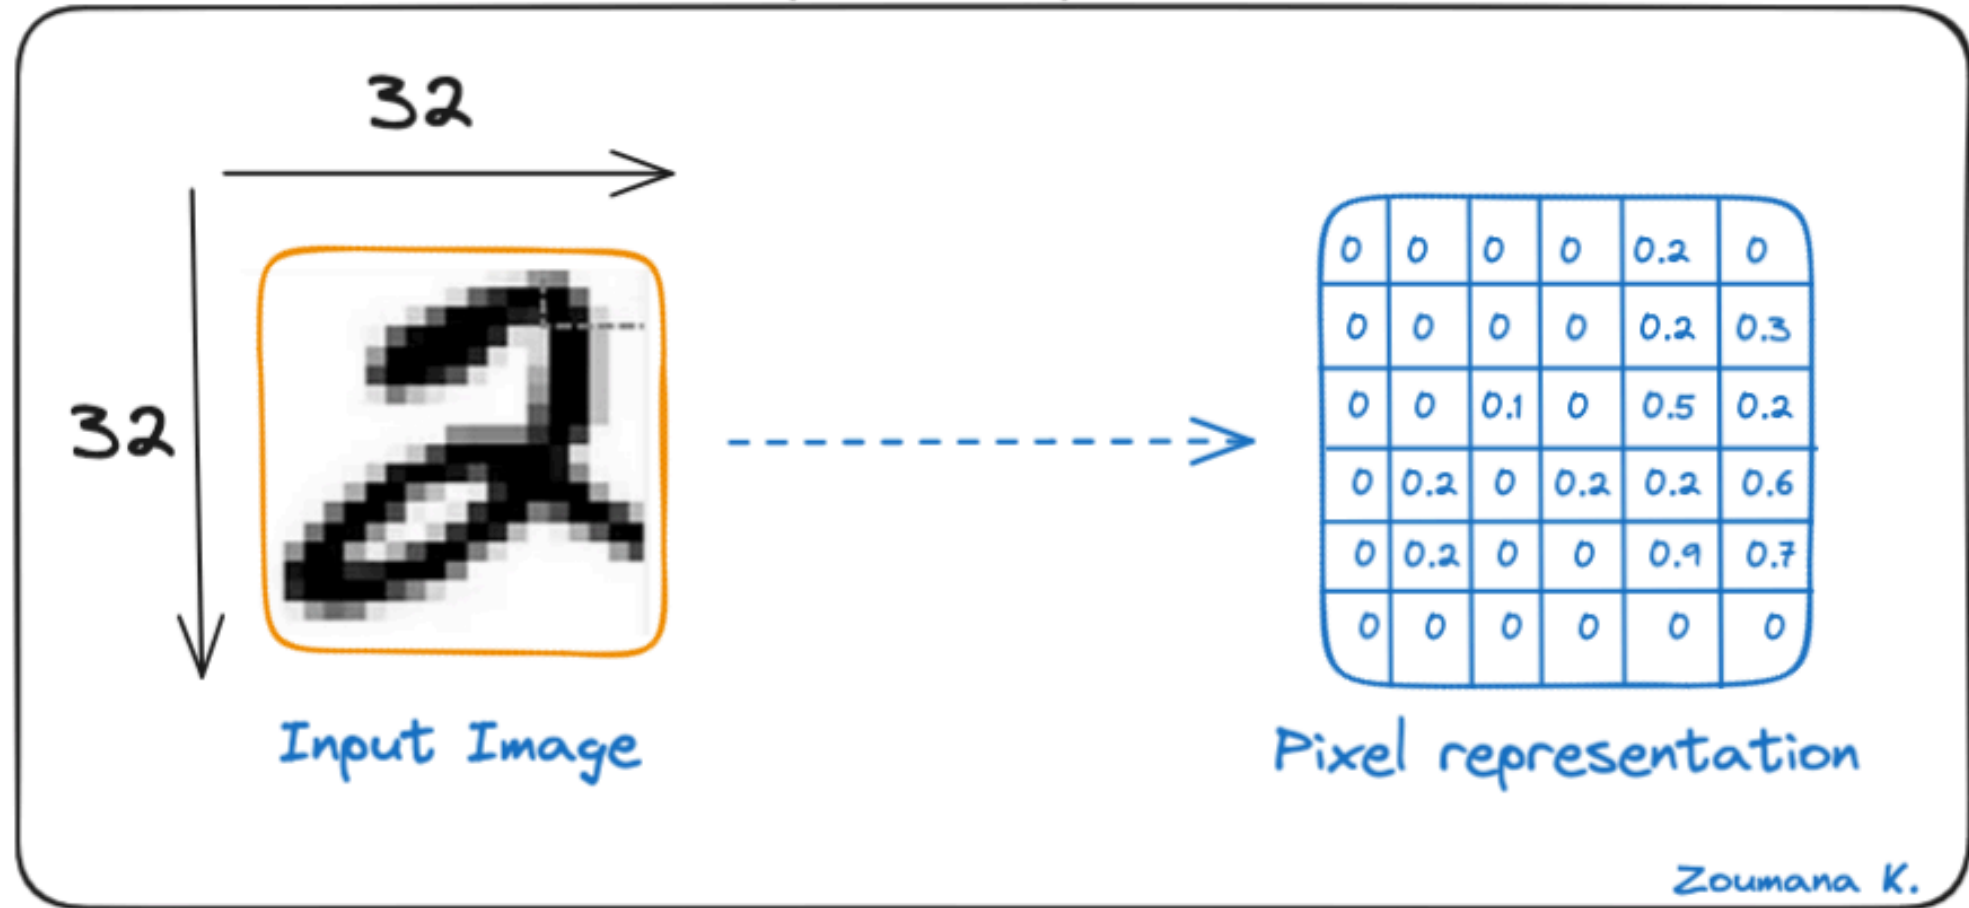 32
32
0 0 0 0 0.2 0
0 0 0 0 0.2 0.3
0 0 0.1 0 0.5 0.2
0 0.2 0 0.2 0.2 0.6
0 0.2 0 0 0.9 0.7
0 0 0 0 0 0
Input Image
Pixel representation
Zoumana K.